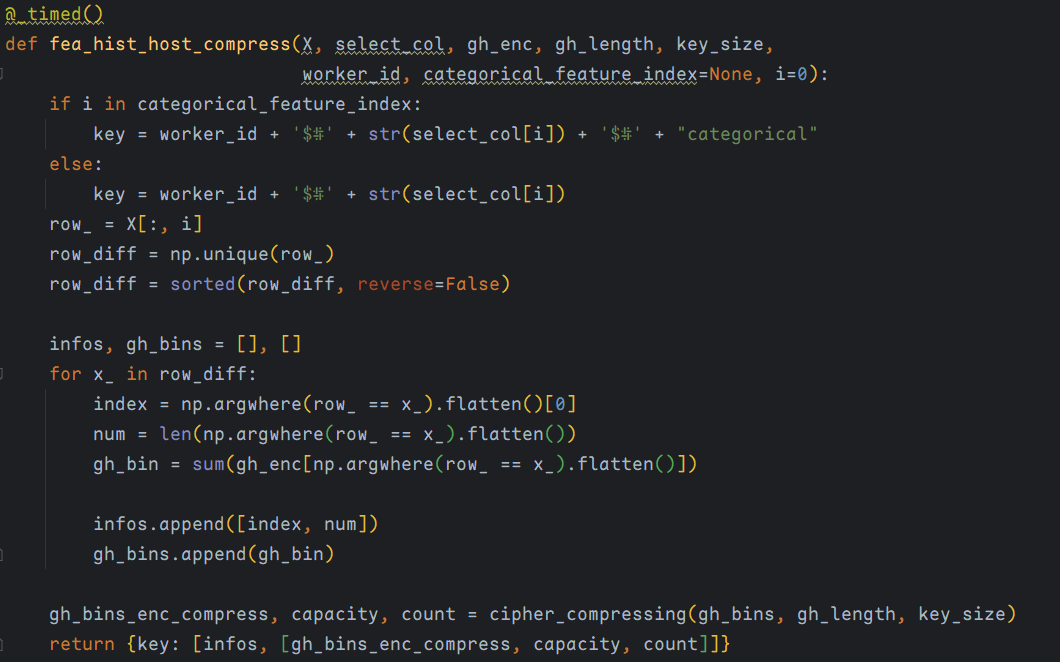 @_timed()
def fea_hist_host_compress(X, select_col, gh_enc, gh_length, key_size,
                           worker_id, categorical_feature_index=None, i=0):
    if i in categorical_feature_index:
        key = worker_id + '$#' + str(select_col[i]) + '$#' + "categorical"
    else:
        key = worker_id + '$#' + str(select_col[i])
    row_ = X[:, i]
    row_diff = np.unique(row_)
    row_diff = sorted(row_diff, reverse=False)

    infos, gh_bins = [], []
    for x_ in row_diff:
        index = np.argwhere(row_ == x_).flatten()[0]
        num = len(np.argwhere(row_ == x_).flatten())
        gh_bin = sum(gh_enc[np.argwhere(row_ == x_).flatten()])

        infos.append([index, num])
        gh_bins.append(gh_bin)

    gh_bins_enc_compress, capacity, count = cipher_compressing(gh_bins, gh_length, key_size)
    return {key: [infos, [gh_bins_enc_compress, capacity, count]]}